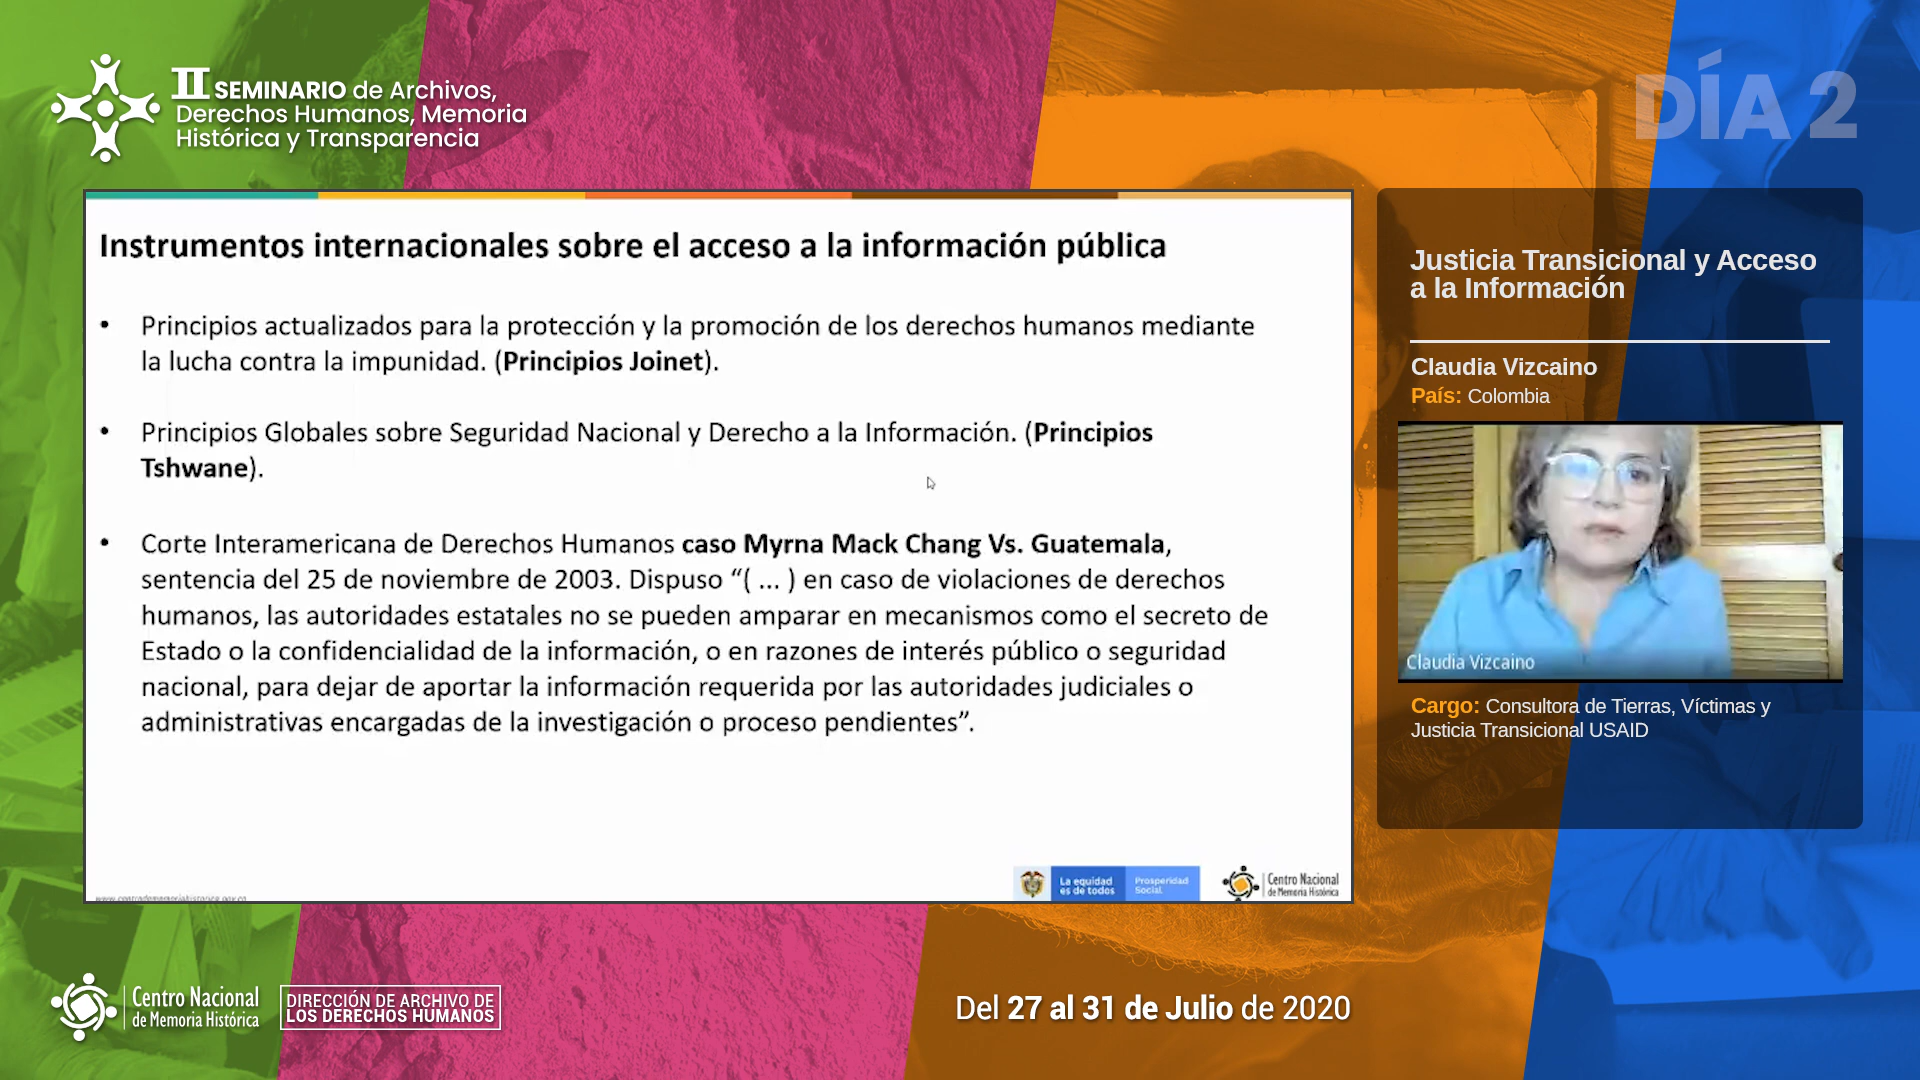 II SEMINARIO de Archivos,
Derechos Humanos, Memoria
Histórica y Transparencia
DÍA 2
Instrumentos internacionales sobre el acceso a la información pública
• Principios actualizados para la protección y la promoción de los derechos humanos mediante
la lucha contra la impunidad. (Principios Joinet).
• Principios Globales sobre Seguridad Nacional y Derecho a la Información. (Principios
Tshwane).
• Corte Interamericana de Derechos Humanos caso Myrna Mack Chang Vs. Guatemala,
sentencia del 25 de noviembre de 2003. Dispuso “( ... ) en caso de violaciones de derechos
humanos, las autoridades estatales no se pueden amparar en mecanismos como el secreto de
Estado o la confidencialidad de la información, o en razones de interés público o seguridad
nacional, para dejar de aportar la información requerida por las autoridades judiciales o
administrativas encargadas de la investigación o proceso pendientes”.
La equidad
es de todos
Prosperidad
Social
Centro Nacional
de Memoria Histórica
Justicia Transicional y Acceso
a la Información
Claudia Vizcaino
País: Colombia
Claudia Vizcaino
Cargo: Consultora de Tierras, Víctimas y
Justicia Transicional USAID
Centro Nacional
de Memoria Histórica
DIRECCIÓN DE ARCHIVO DE
LOS DERECHOS HUMANOS
Del 27 al 31 de Julio de 2020